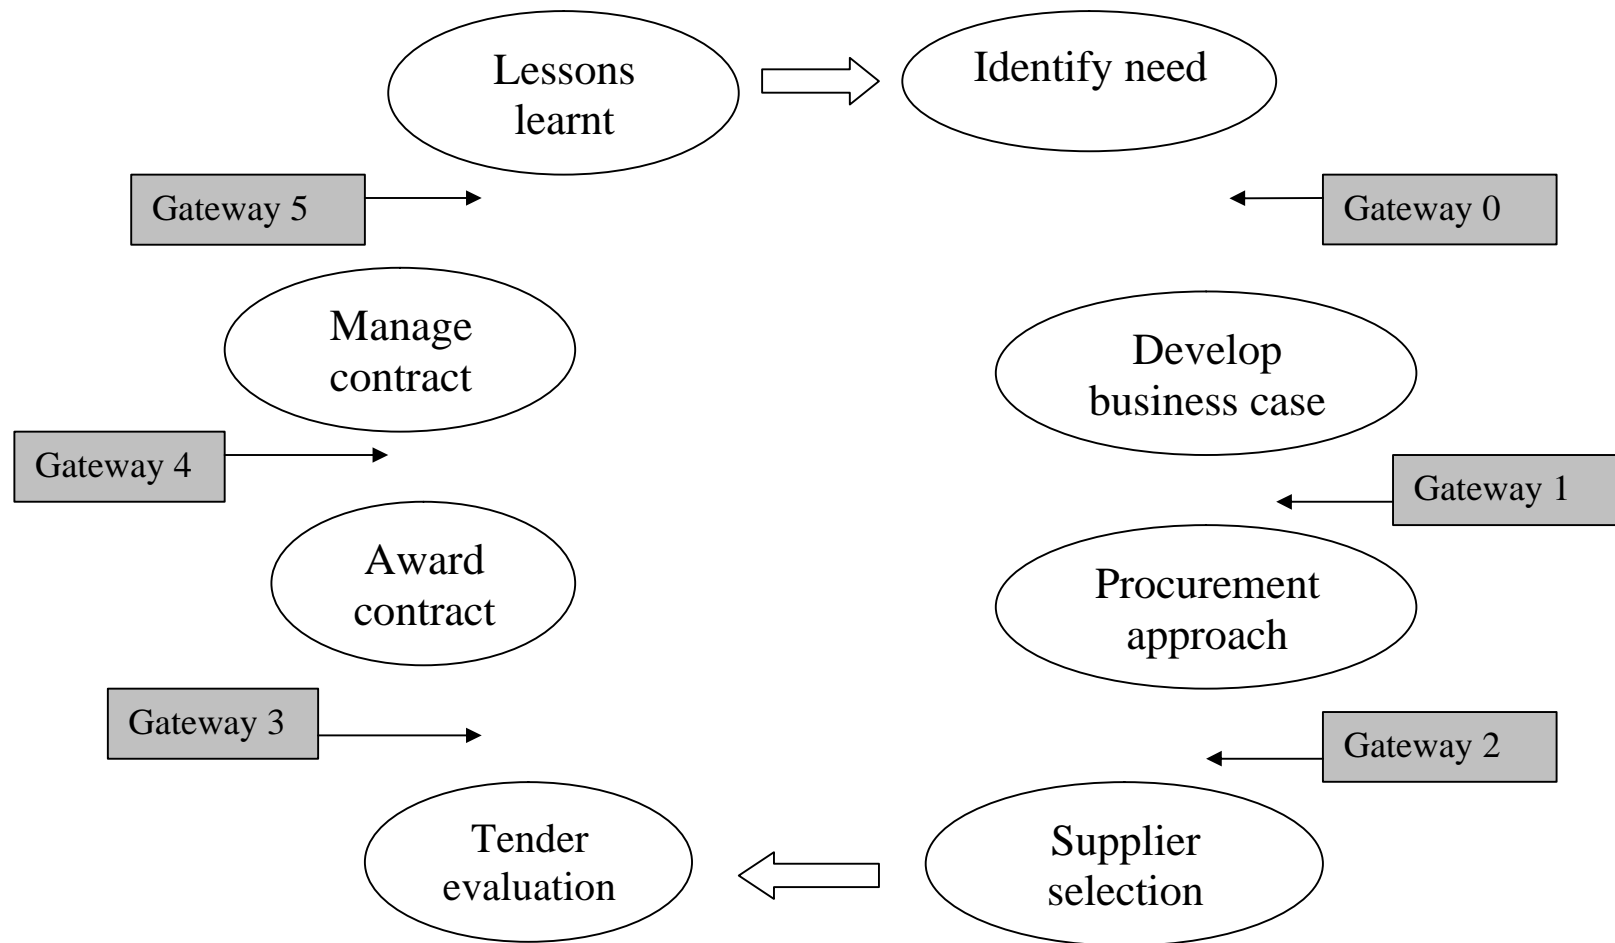 Lessons
learnt
Identify need
Gateway 5
Gateway 0
Manage
contract
Develop
business case
Gateway 4
Gateway 1
Award
contract
Procurement
approach
Gateway 3
Gateway 2
Tender
evaluation
Supplier
selection